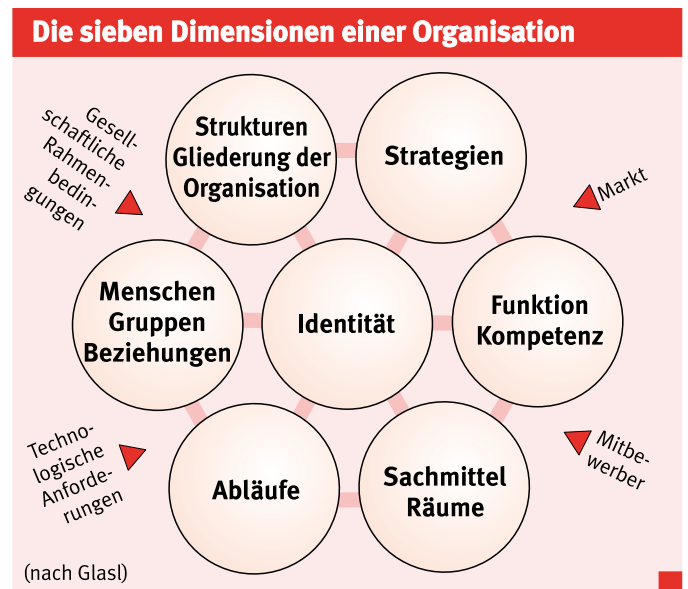 Die sieben Dimensionen einer Organisation
Gesell-
schaftliche
Rahmen-
bedin-
gungen
Strukturen
Gliederung der
Organisation
Strategien
Markt
Menschen
Gruppen
Beziehungen
Identität
Funktion
Kompetenz
Techno-
logische
Anforde-
rungen
Abläufe
Sachmittel
Räume
Mitbe-
werber
(nach Glasl)